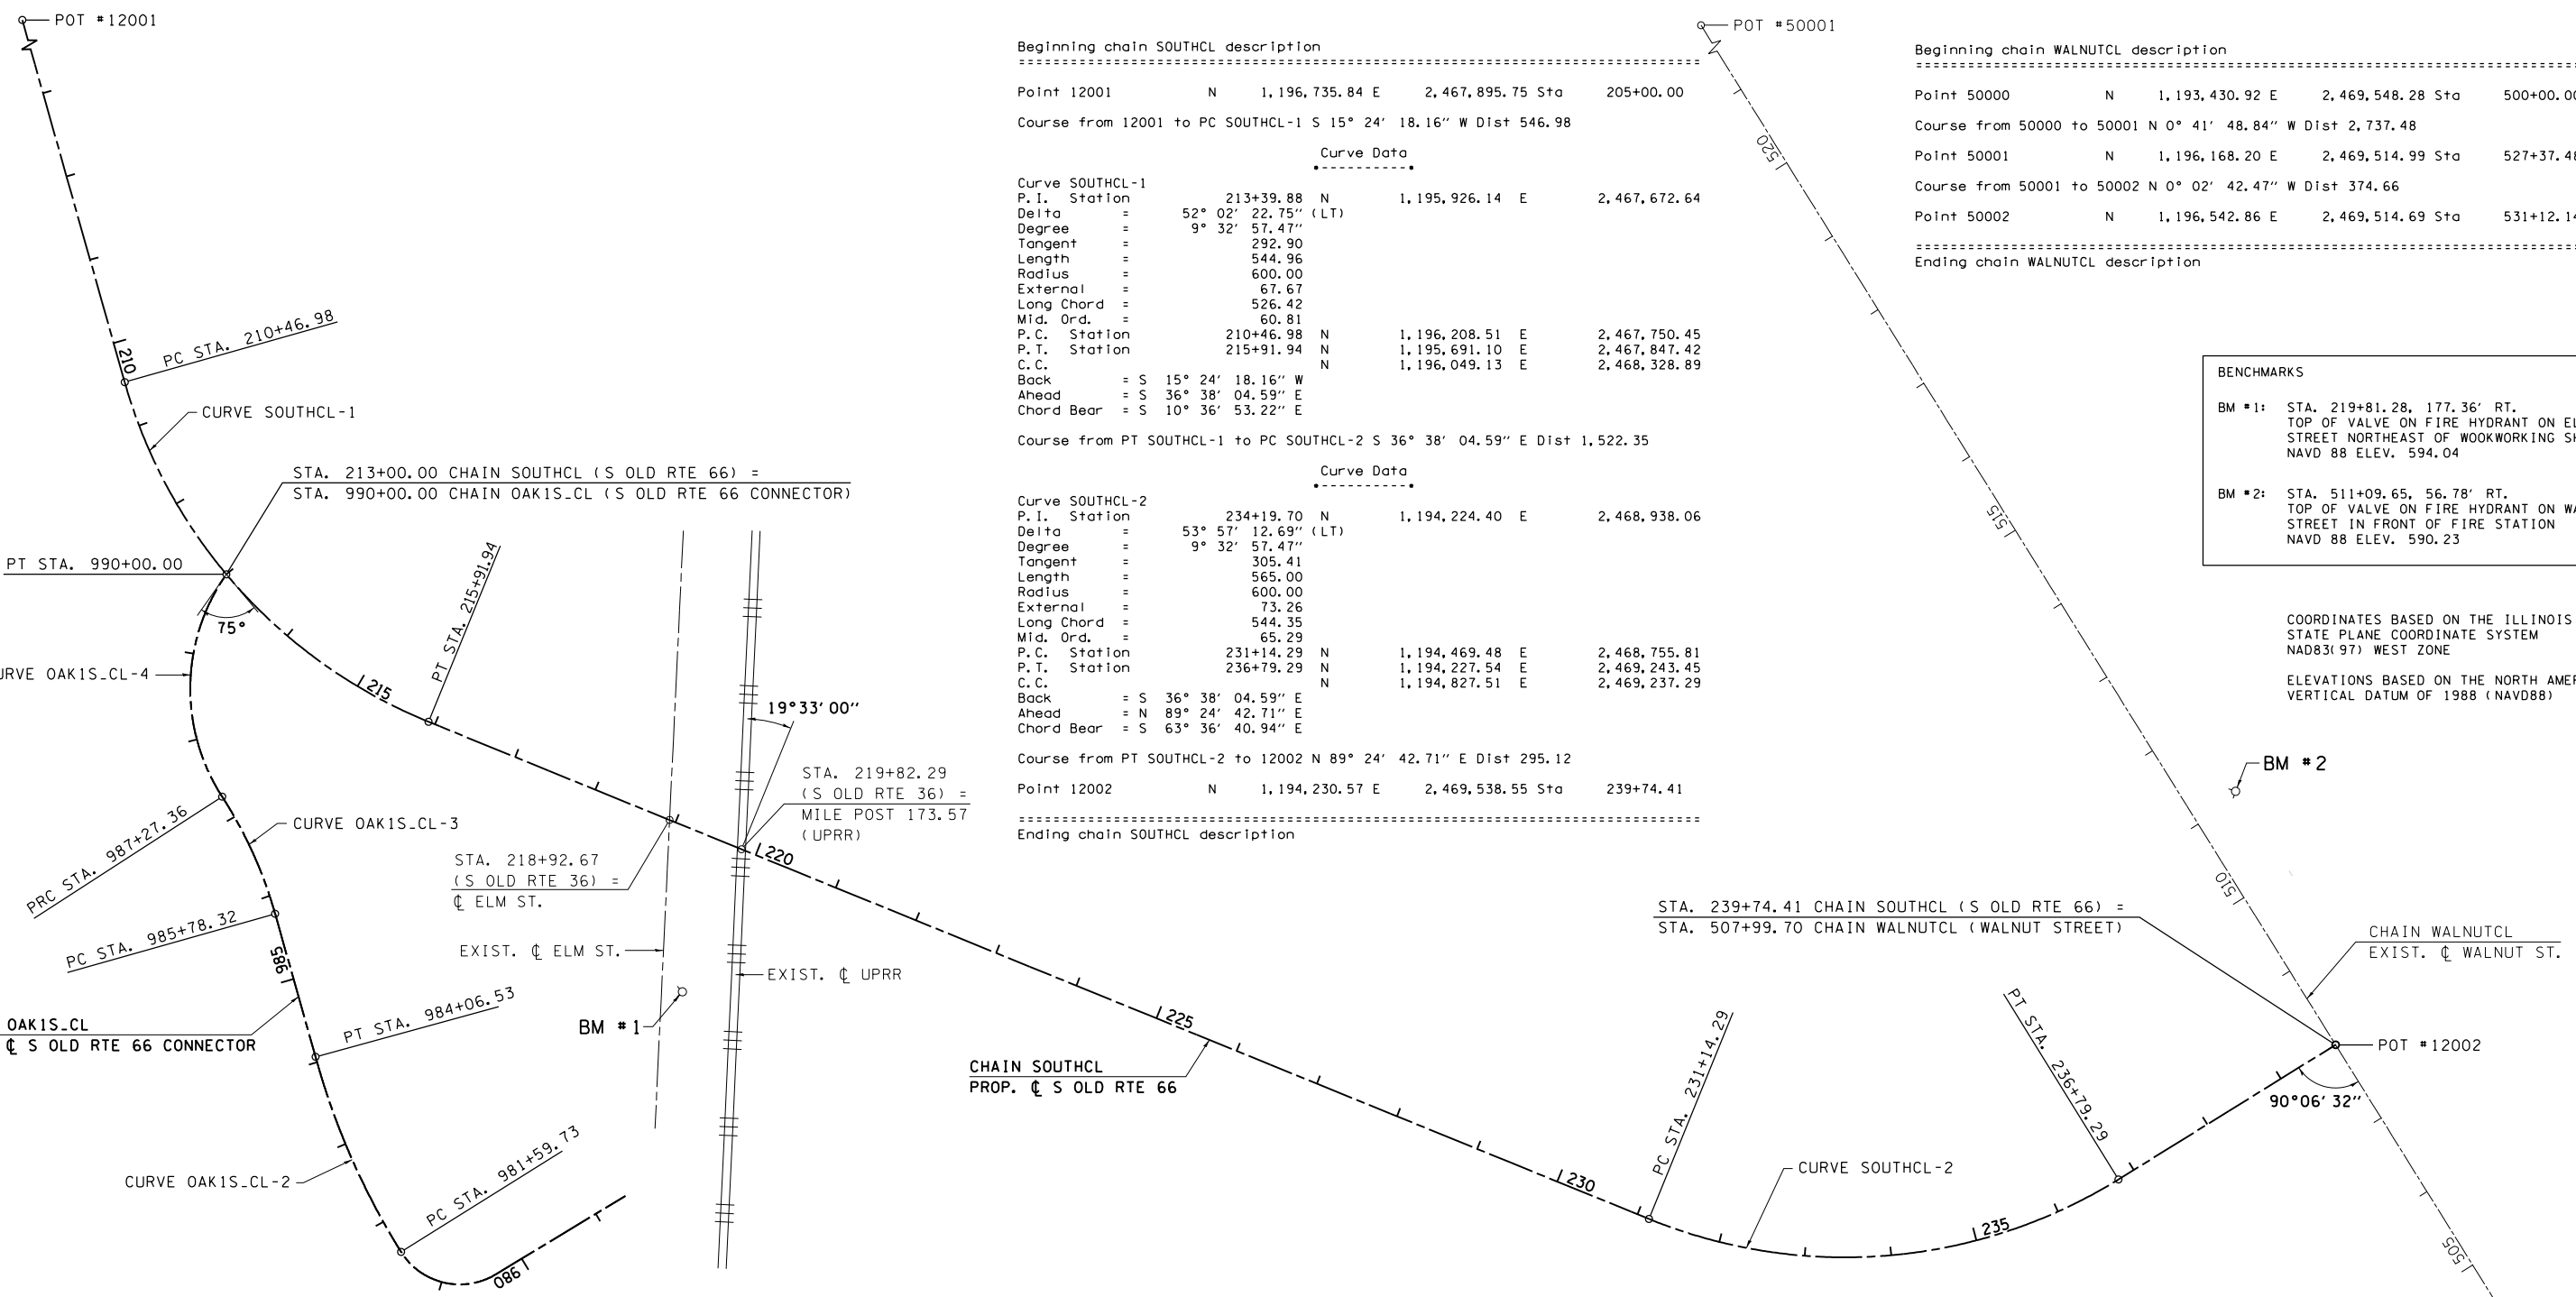 POT #12001
210
PC STA. 210+46.98
CURVE SOUTHCL-1
STA. 213+00.00 CHAIN SOUTHCL (S OLD RTE 66) =
STA. 990+00.00 CHAIN OAK1S_CL (S OLD RTE 66 CONNECTOR)
PT STA. 990+00.00
75°
URVE OAK1S_CL-4
215
PT STA. 215+91.94
19°33'00"
STA. 219+82.29
(S OLD RTE 36) =
MILE POST 173.57
(UPRR)
220
PRC STA. 987+27.36
CURVE OAK1S_CL-3
STA. 218+92.67
(S OLD RTE 36) =
℄ ELM ST.
PC STA. 985+78.32
985
EXIST. ℄ ELM ST.
EXIST. ℄ UPRR
BM #1
OAK1S_CL
℄ S OLD RTE 66 CONNECTOR
PT STA. 984+06.53
CURVE OAK1S_CL-2
PC STA. 981+59.73
980
Beginning chain SOUTHCL description
==============================================================================
Point 12001 N 1,196,735.84 E 2,467,895.75 Sta 205+00.00
Course from 12001 to PC SOUTHCL-1 S 15° 24' 18.16" W Dist 546.98
Curve Data
*----------*
Curve SOUTHCL-1
P.I. Station 213+39.88 N 1,195,926.14 E 2,467,672.64
Delta = 52° 02' 22.75" (LT)
Degree = 9° 32' 57.47"
Tangent = 292.90
Length = 544.96
Radius = 600.00
External = 67.67
Long Chord = 526.42
Mid. Ord. = 60.81
P.C. Station 210+46.98 N 1,196,208.51 E 2,467,750.45
P.T. Station 215+91.94 N 1,195,691.10 E 2,467,847.42
C.C. N 1,196,049.13 E 2,468,328.89
Back = S 15° 24' 18.16" W
Ahead = S 36° 38' 04.59" E
Chord Bear = S 10° 36' 53.22" E
Course from PT SOUTHCL-1 to PC SOUTHCL-2 S 36° 38' 04.59" E Dist 1,522.35
Curve Data
*----------*
Curve SOUTHCL-2
P.I. Station 234+19.70 N 1,194,224.40 E 2,468,938.06
Delta = 53° 57' 12.69" (LT)
Degree = 9° 32' 57.47"
Tangent = 305.41
Length = 565.00
Radius = 600.00
External = 73.26
Long Chord = 544.35
Mid. Ord. = 65.29
P.C. Station 231+14.29 N 1,194,469.48 E 2,468,755.81
P.T. Station 236+79.29 N 1,194,227.54 E 2,469,243.45
C.C. N 1,194,827.51 E 2,469,237.29
Back = S 36° 38' 04.59" E
Ahead = N 89° 24' 42.71" E
Chord Bear = S 63° 36' 40.94" E
Course from PT SOUTHCL-2 to 12002 N 89° 24' 42.71" E Dist 295.12
Point 12002 N 1,194,230.57 E 2,469,538.55 Sta 239+74.41
==============================================================================
Ending chain SOUTHCL description
225
CHAIN SOUTHCL
PROP. ℄ S OLD RTE 66
230
PC STA. 231+14.29
CURVE SOUTHCL-2
235
PT STA. 236+79.29
POT #50001
520
515
510
505
Beginning chain WALNUTCL description
==============================================================================
Point 50000 N 1,193,430.92 E 2,469,548.28 Sta 500+00.00
Course from 50000 to 50001 N 0° 41' 48.84" W Dist 2,737.48
Point 50001 N 1,196,168.20 E 2,469,514.99 Sta 527+37.48
Course from 50001 to 50002 N 0° 02' 42.47" W Dist 374.66
Point 50002 N 1,196,542.86 E 2,469,514.69 Sta 531+12.14
==============================================================================
Ending chain WALNUTCL description
BENCHMARKS
BM #1: STA. 219+81.28, 177.36' RT.
TOP OF VALVE ON FIRE HYDRANT ON EL
STREET NORTHEAST OF WOOKWORKING SH
NAVD 88 ELEV. 594.04
BM #2: STA. 511+09.65, 56.78' RT.
TOP OF VALVE ON FIRE HYDRANT ON WA
STREET IN FRONT OF FIRE STATION
NAVD 88 ELEV. 590.23
COORDINATES BASED ON THE ILLINOIS
STATE PLANE COORDINATE SYSTEM
NAD83(97) WEST ZONE
ELEVATIONS BASED ON THE NORTH AMER
VERTICAL DATUM OF 1988 (NAVD88)
BM #2
STA. 239+74.41 CHAIN SOUTHCL (S OLD RTE 66) =
STA. 507+99.70 CHAIN WALNUTCL (WALNUT STREET)
CHAIN WALNUTCL
EXIST. ℄ WALNUT ST.
POT #12002
90°06'32"